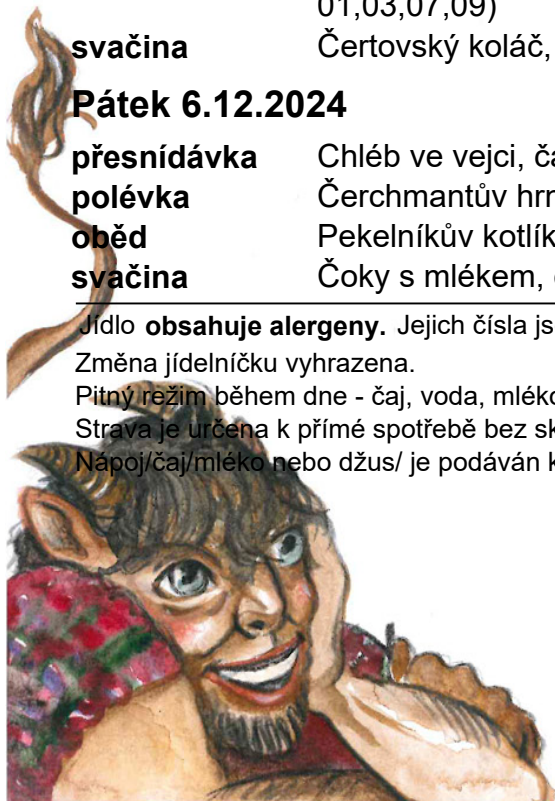 01,03,07,09)
svačina Čertovský koláč,
Pátek 6.12.2024
přesnídávka Chléb ve vejci,
polévka Čerchmantův
oběd Pekelníkův kotlík
svačina Čoky s mlékem,
Jídlo obsahuje alergeny. Jejich čísla
Změna jídelníčku vyhrazena.
Pitný režim během dne - čaj, voda,
Strava je určena k přímé spotřebě bez
Nápoj/čaj/mléko nebo džus/ je podáván